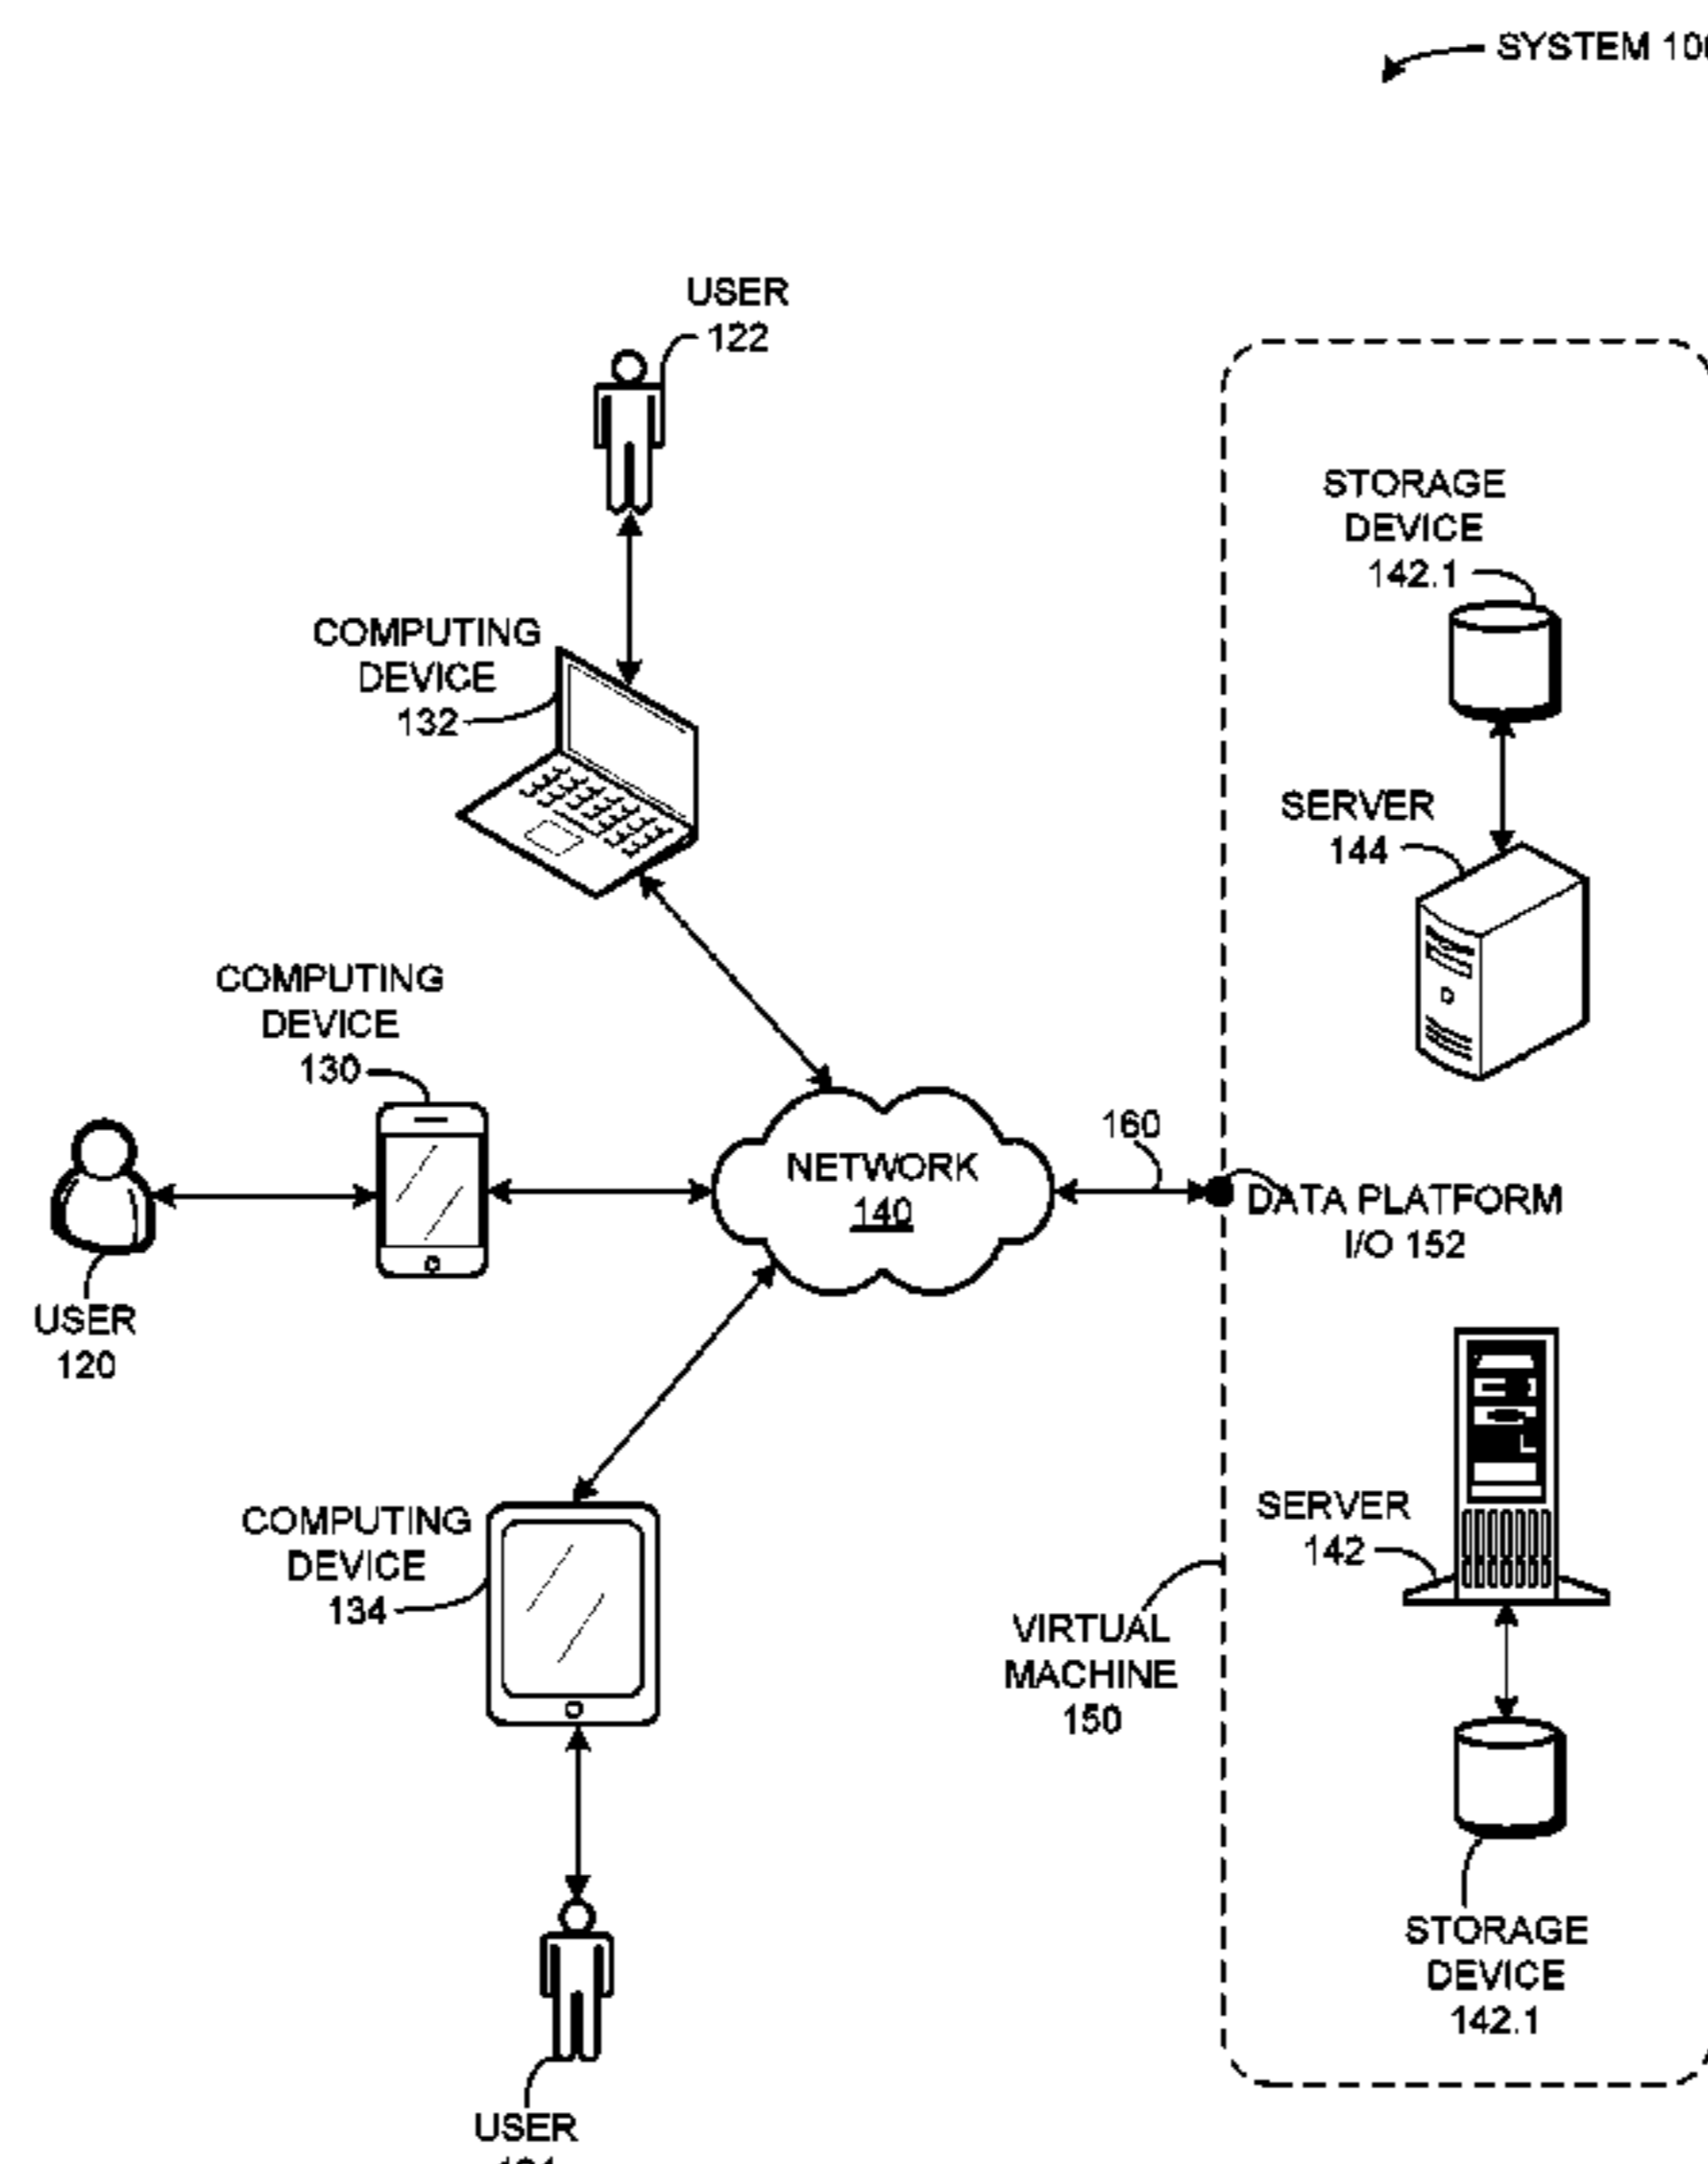 SYSTEM 100
USER
122
STORAGE
DEVICE
142.1
COMPUTING
DEVICE
132
SERVER
144
COMPUTING
DEVICE
130
160
NETWORK
140
DATA PLATFORM
I/O 152
USER
120
SERVER
142
COMPUTING
DEVICE
134
VIRTUAL
MACHINE
150
STORAGE
DEVICE
142.1
USER